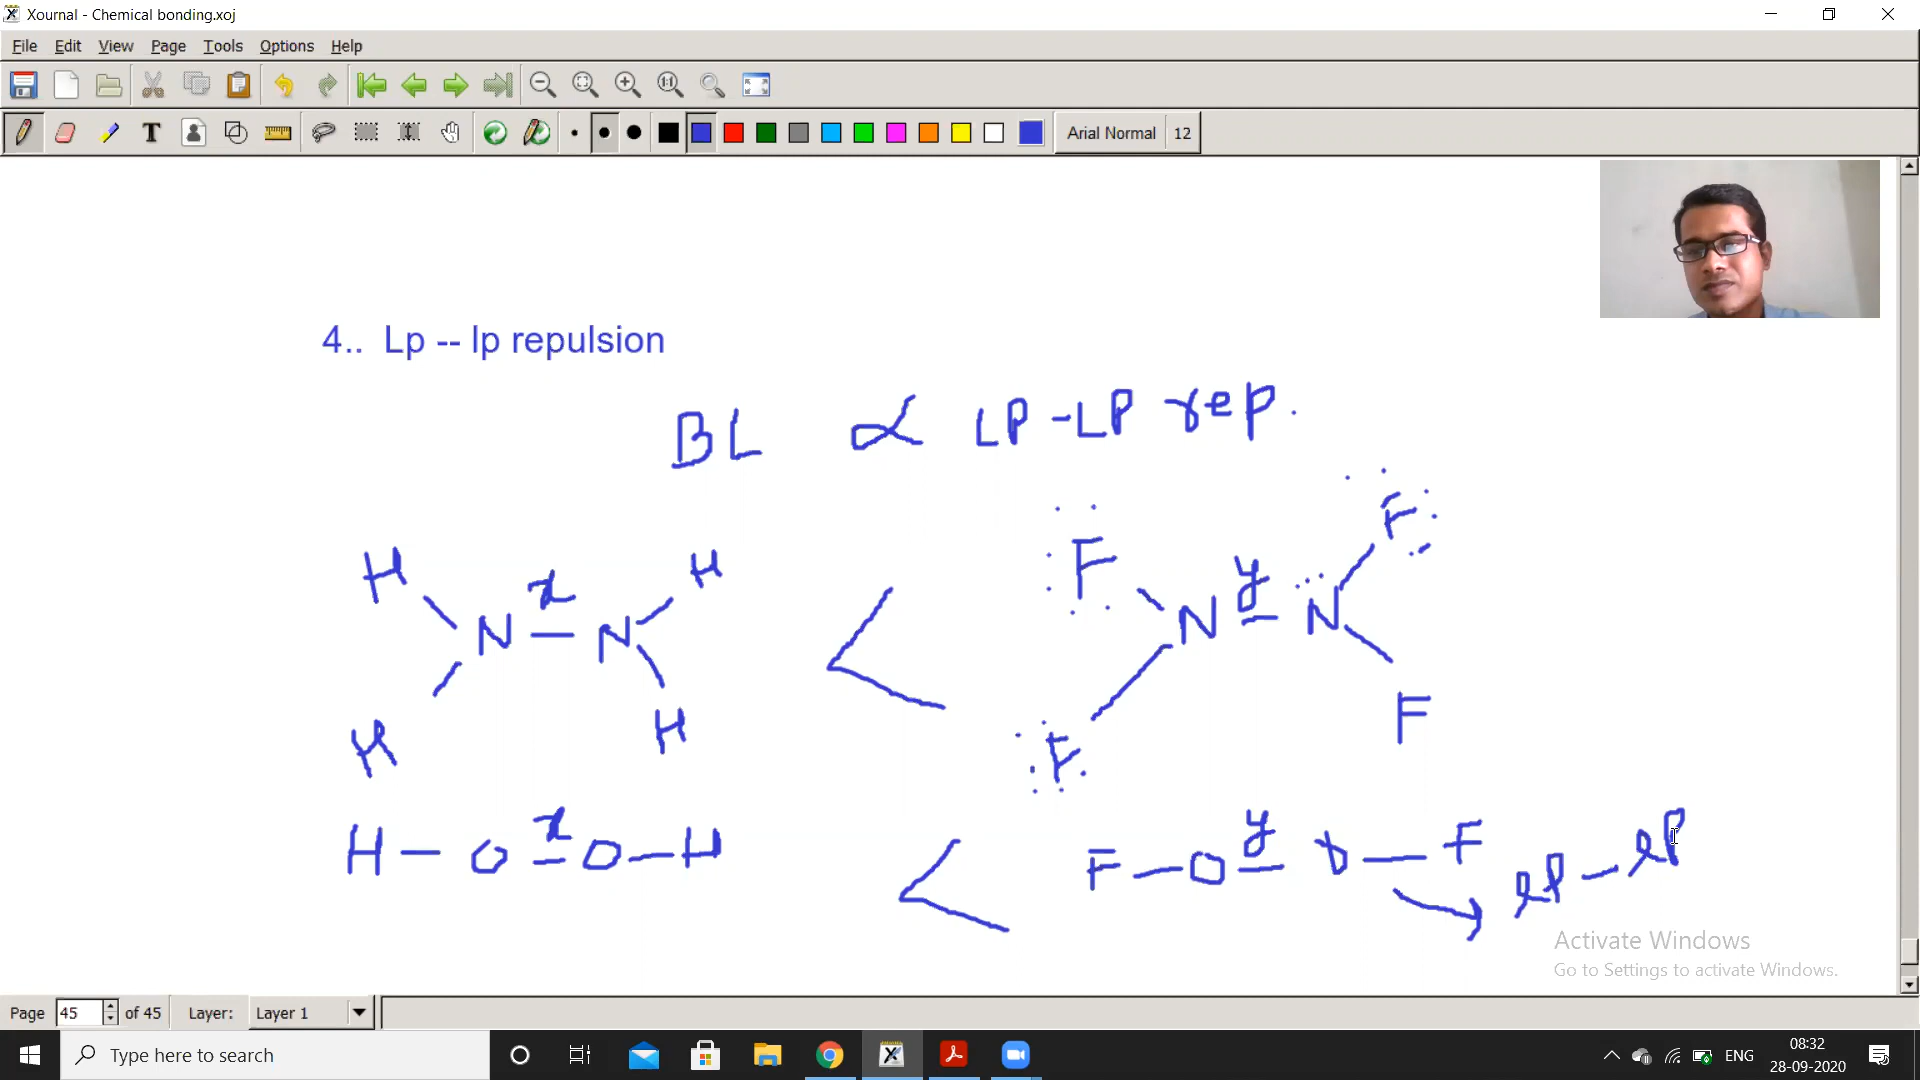 Xournal - Chemical bonding.xoj
File Edit View Page Tools Options Help
Arial Normal 12
4.. Lp -- lp repulsion
BL ∝ LP - LP rep.
H N x N H < F N y N F
H H F F
H - O x O - H < F - O y O - F → lp - lp
Activate Windows
Go to Settings to activate Windows.
Page 45 of 45 Layer: Layer 1
Type here to search
ENG
08:32
28-09-2020